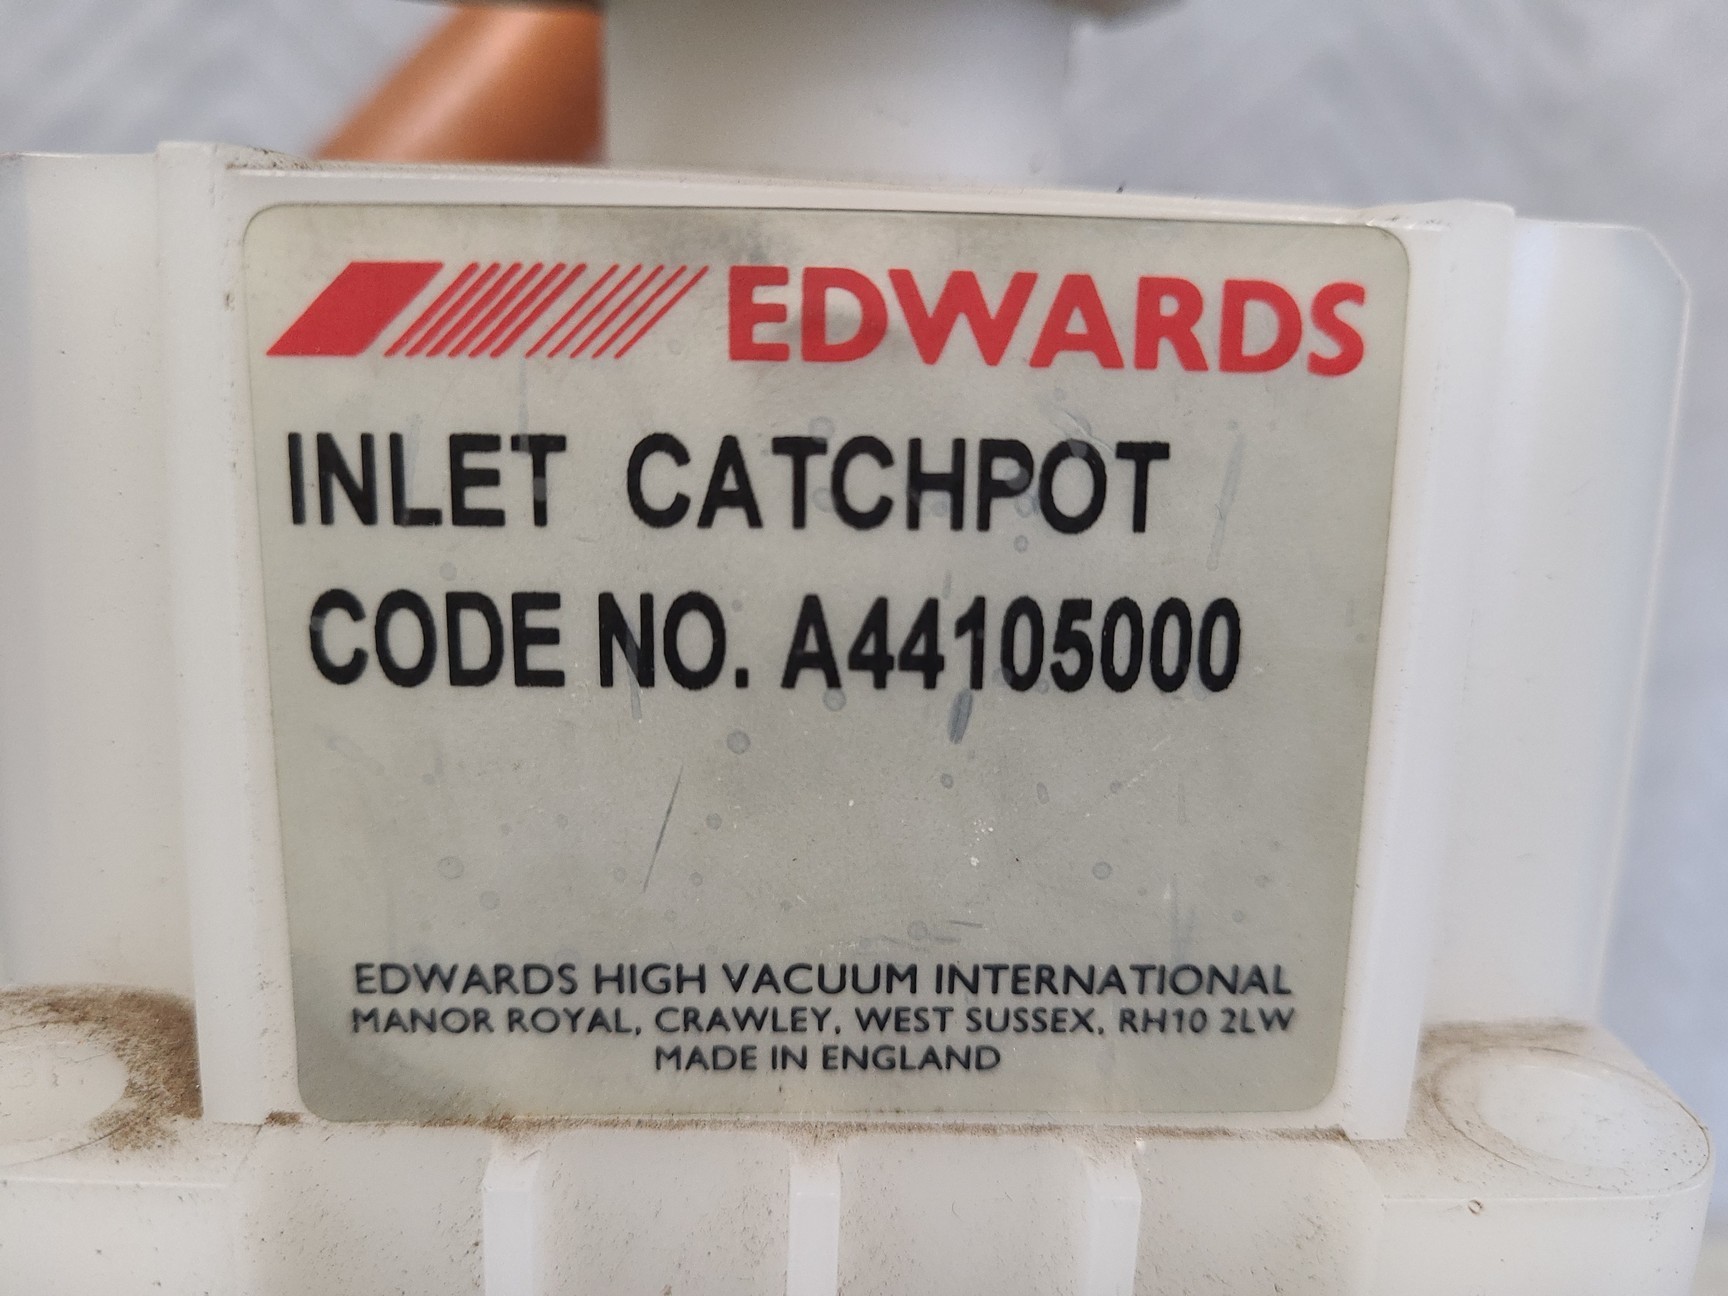 EDWARDS
INLET CATCHPOT
CODE NO. A44105000
EDWARDS HIGH VACUUM INTERNATIONAL
MANOR ROYAL, CRAWLEY, WEST SUSSEX, RH10 2LW
MADE IN ENGLAND